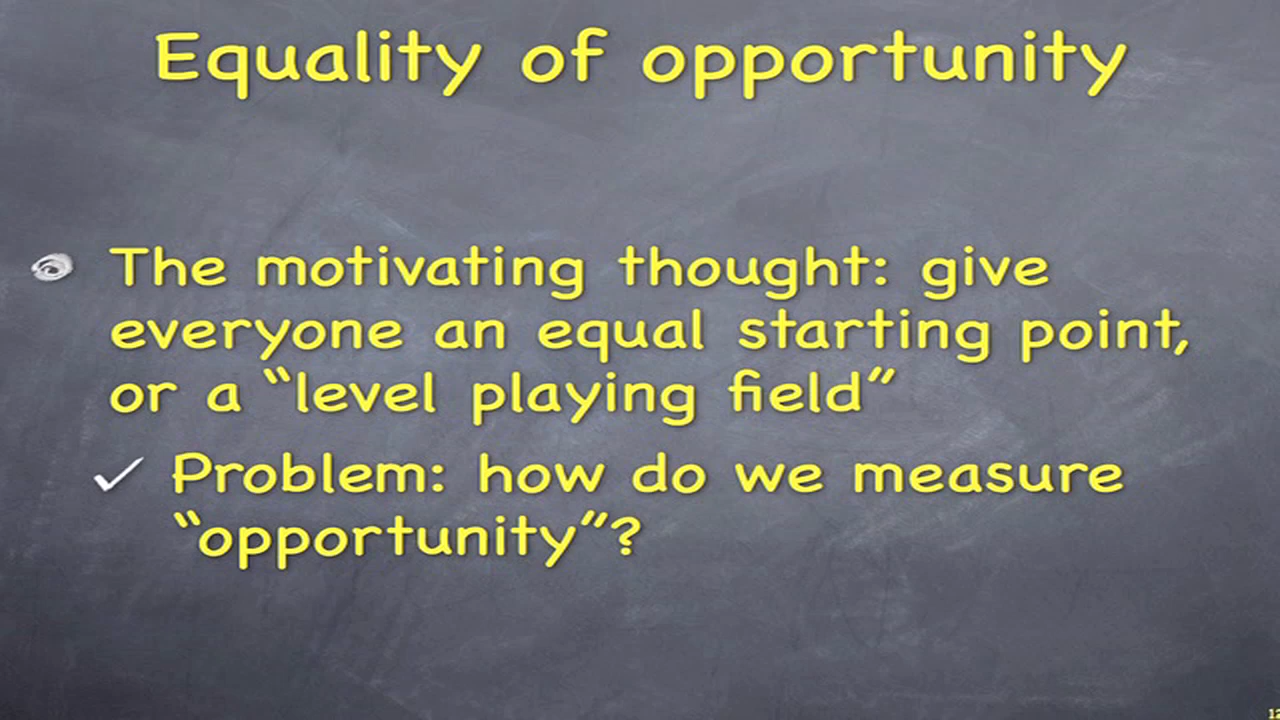 Equality of opportunity
The motivating thought: give
everyone an equal starting point,
or a “level playing field”
Problem: how do we measure
“opportunity”?